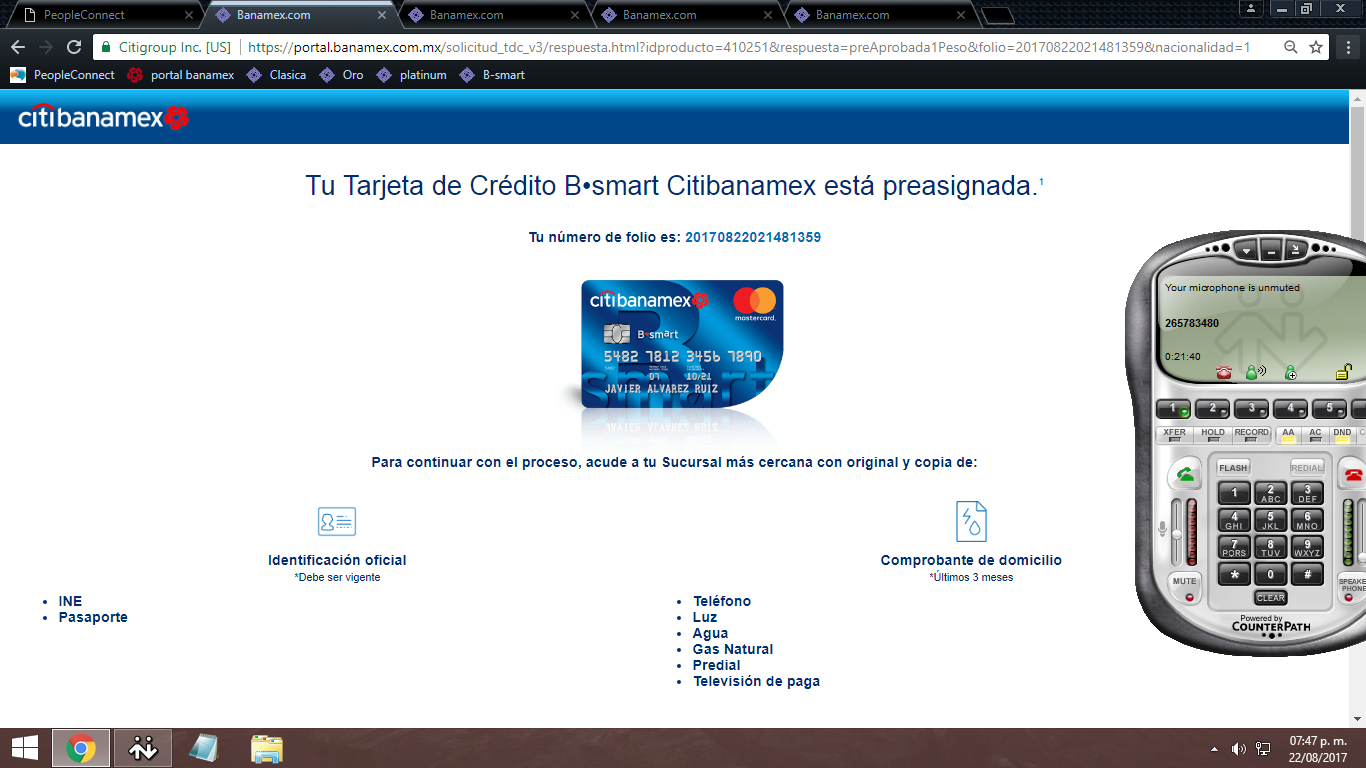 PeopleConnect
Banamex.com
Banamex.com
Banamex.com
Banamex.com
Citigroup Inc. [US]
https://portal.banamex.com.mx/solicitud_tdc_v3/respuesta.html?idproducto=410251&respuesta=preAprobada1Peso&folio=20170822021481359&nacionalidad=1
PeopleConnect
portal banamex
Clasica
Oro
platinum
B-smart
citibanamex
Tu Tarjeta de Crédito B•smart Citibanamex está preasignada.1
Tu número de folio es: 20170822021481359
citibanamex
mastercard.
B•smart
5482 7812 3456 7890
5482
07 10/21
JAVIER ALVAREZ RUIZ
smart
Para continuar con el proceso, acude a tu Sucursal más cercana con original y copia de:
Identificación oficial
*Debe ser vigente
• INE
• Pasaporte
Comprobante de domicilio
*Últimos 3 meses
• Teléfono
• Luz
• Agua
• Gas Natural
• Predial
• Televisión de paga
Your microphone is unmuted
265783480
0:21:40
1 2 3 4 5
XFER HOLD RECORD AA AC DND C
FLASH REDIAL
1 2 ABC 3 DEF
4 GHI 5 JKL 6 MNO
7 PQRS 8 TUV 9 WXYZ
* 0 #
MUTE
SPEAKE
PHONE
CLEAR
Powered by
COUNTERPATH
07:47 p. m.
22/08/2017